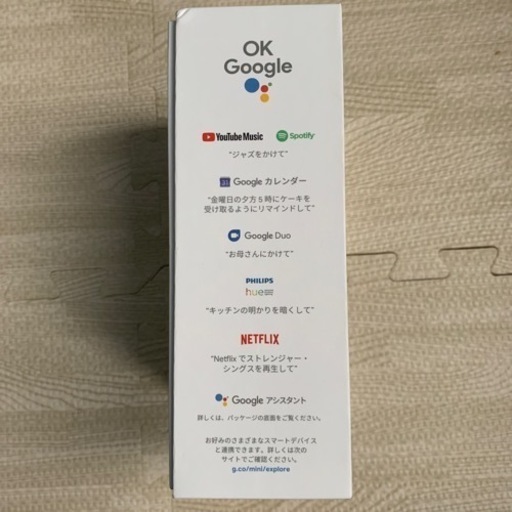 OK
Google
YouTube Music Spotify
"ジャズをかけて"
Google カレンダー
"金曜日の夕方 5 時にケーキを
受け取るようにリマインドして"
Google Duo
"お母さんにかけて"
PHILIPS
hue
"キッチンの明かりを暗くして"
NETFLIX
"Netflix でストレンジャー・
シングスを再生して"
Google アシスタント
詳しくは、パッケージの底面をご覧ください。
お好みのさまざまなスマートデバイス
と連携できます。詳しくは次の
サイトでご確認ください。
g.co/mini/explore